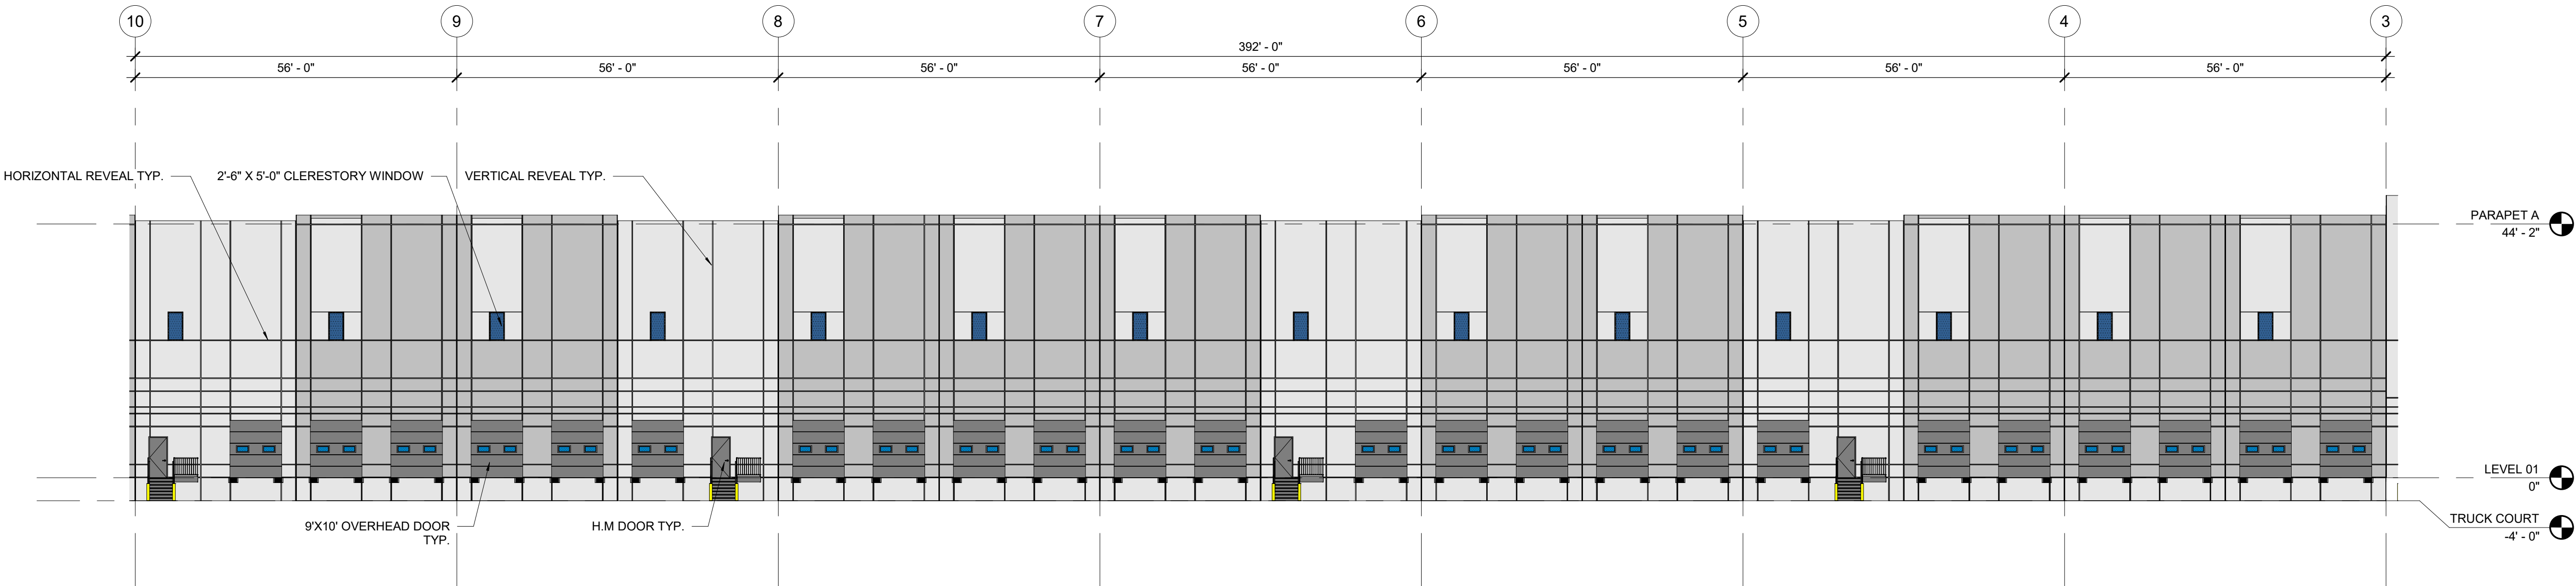 10 9 8 7 6 5 4 3
392' - 0"
56' - 0" 56' - 0" 56' - 0" 56' - 0" 56' - 0" 56' - 0" 56' - 0"
HORIZONTAL REVEAL TYP.
2'-6" X 5'-0" CLERESTORY WINDOW
VERTICAL REVEAL TYP.
PARAPET A
44' - 2"
LEVEL 01
0"
9'X10' OVERHEAD DOOR
TYP.
H.M DOOR TYP.
TRUCK COURT
-4' - 0"